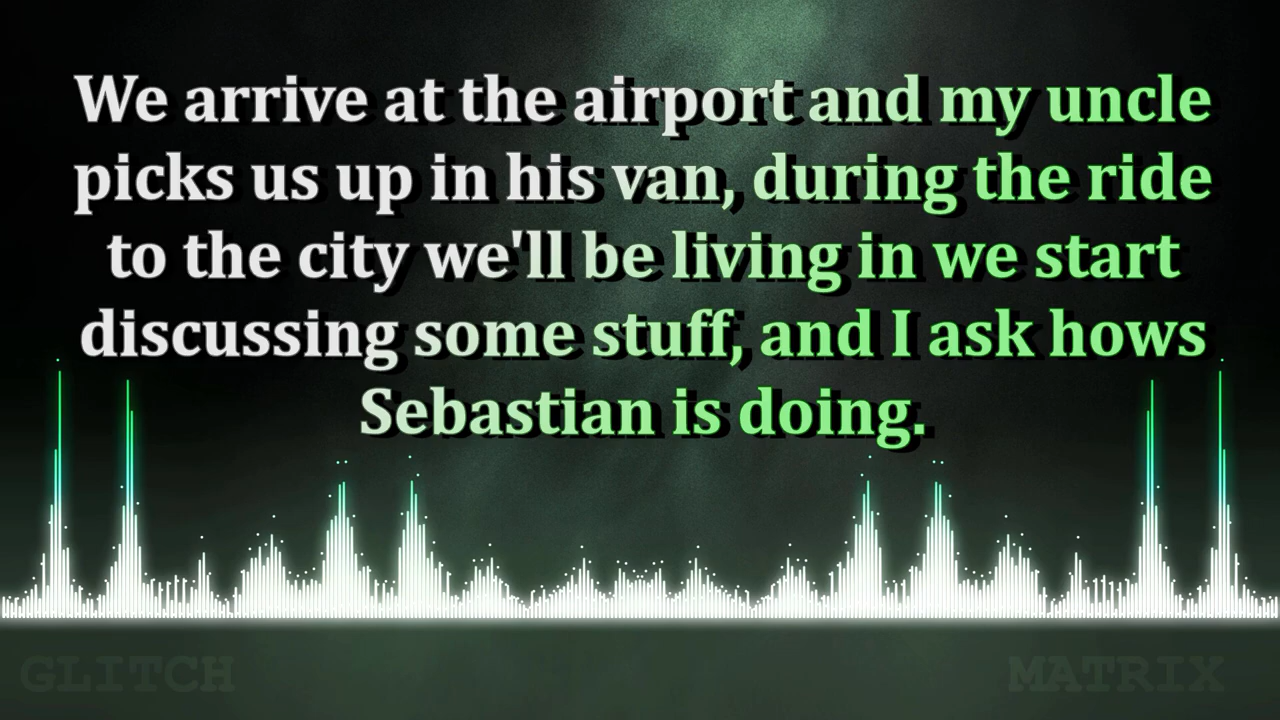 We arrive at the airport and my uncle
picks us up in his van, during the ride
to the city we'll be living in we start
discussing some stuff, and I ask hows
Sebastian is doing.
GLITCH
MATRIX